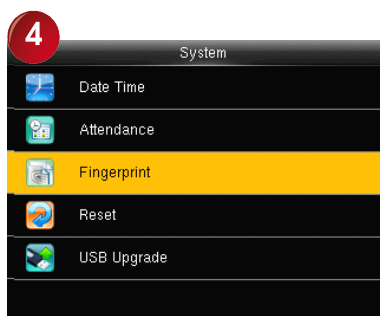 4
System
Date Time
Attendance
Fingerprint
Reset
USB Upgrade